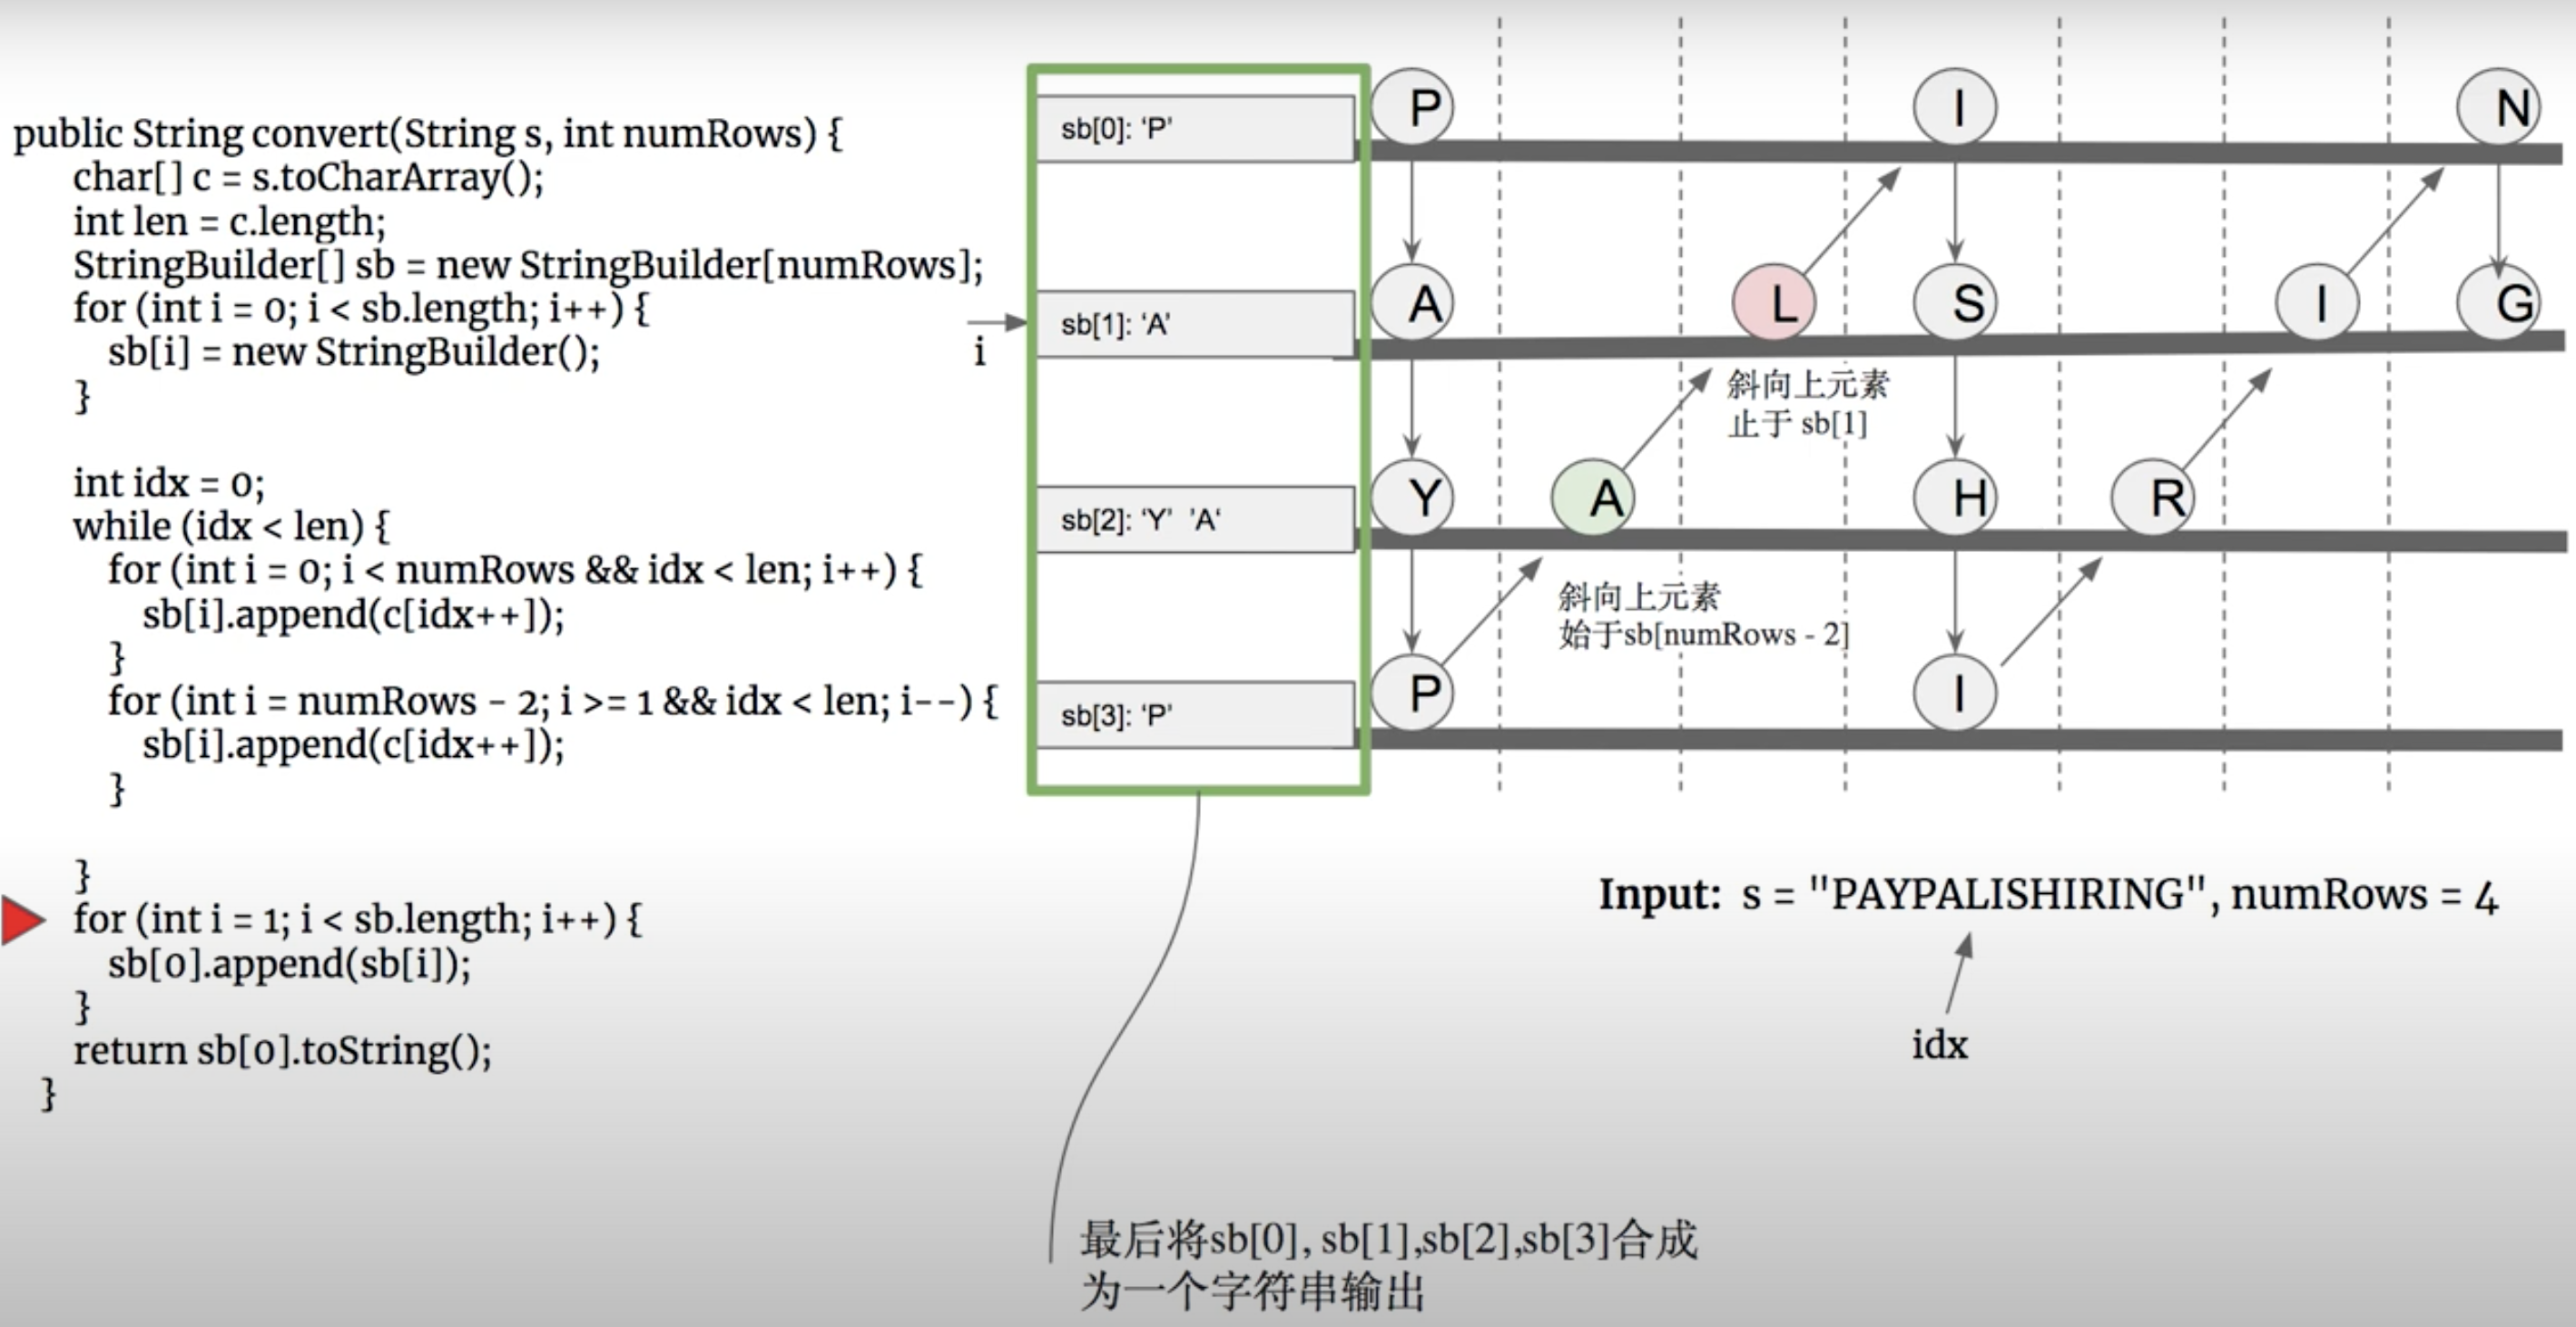 public String convert(String s, int numRows) {
char[] c = s.toCharArray();
int len = c.length;
StringBuilder[] sb = new StringBuilder[numRows];
for (int i = 0; i < sb.length; i++) {
sb[i] = new StringBuilder();
}
int idx = 0;
while (idx < len) {
for (int i = 0; i < numRows && idx < len; i++) {
sb[i].append(c[idx++]);
}
for (int i = numRows - 2; i >= 1 && idx < len; i--) {
sb[i].append(c[idx++]);
}
}
for (int i = 1; i < sb.length; i++) {
sb[0].append(sb[i]);
}
return sb[0].toString();
}
i
sb[0]: ‘P’
sb[1]: ‘A’
sb[2]: ‘Y’ ’A‘
sb[3]: ‘P’
P I N
A L S I G
斜向上元素
止于 sb[1]
Y A H R
斜向上元素
始于sb[numRows - 2]
P I
Input: s = "PAYPALISHIRING", numRows = 4
idx
最后将sb[0], sb[1],sb[2],sb[3]合成
为一个字符串输出